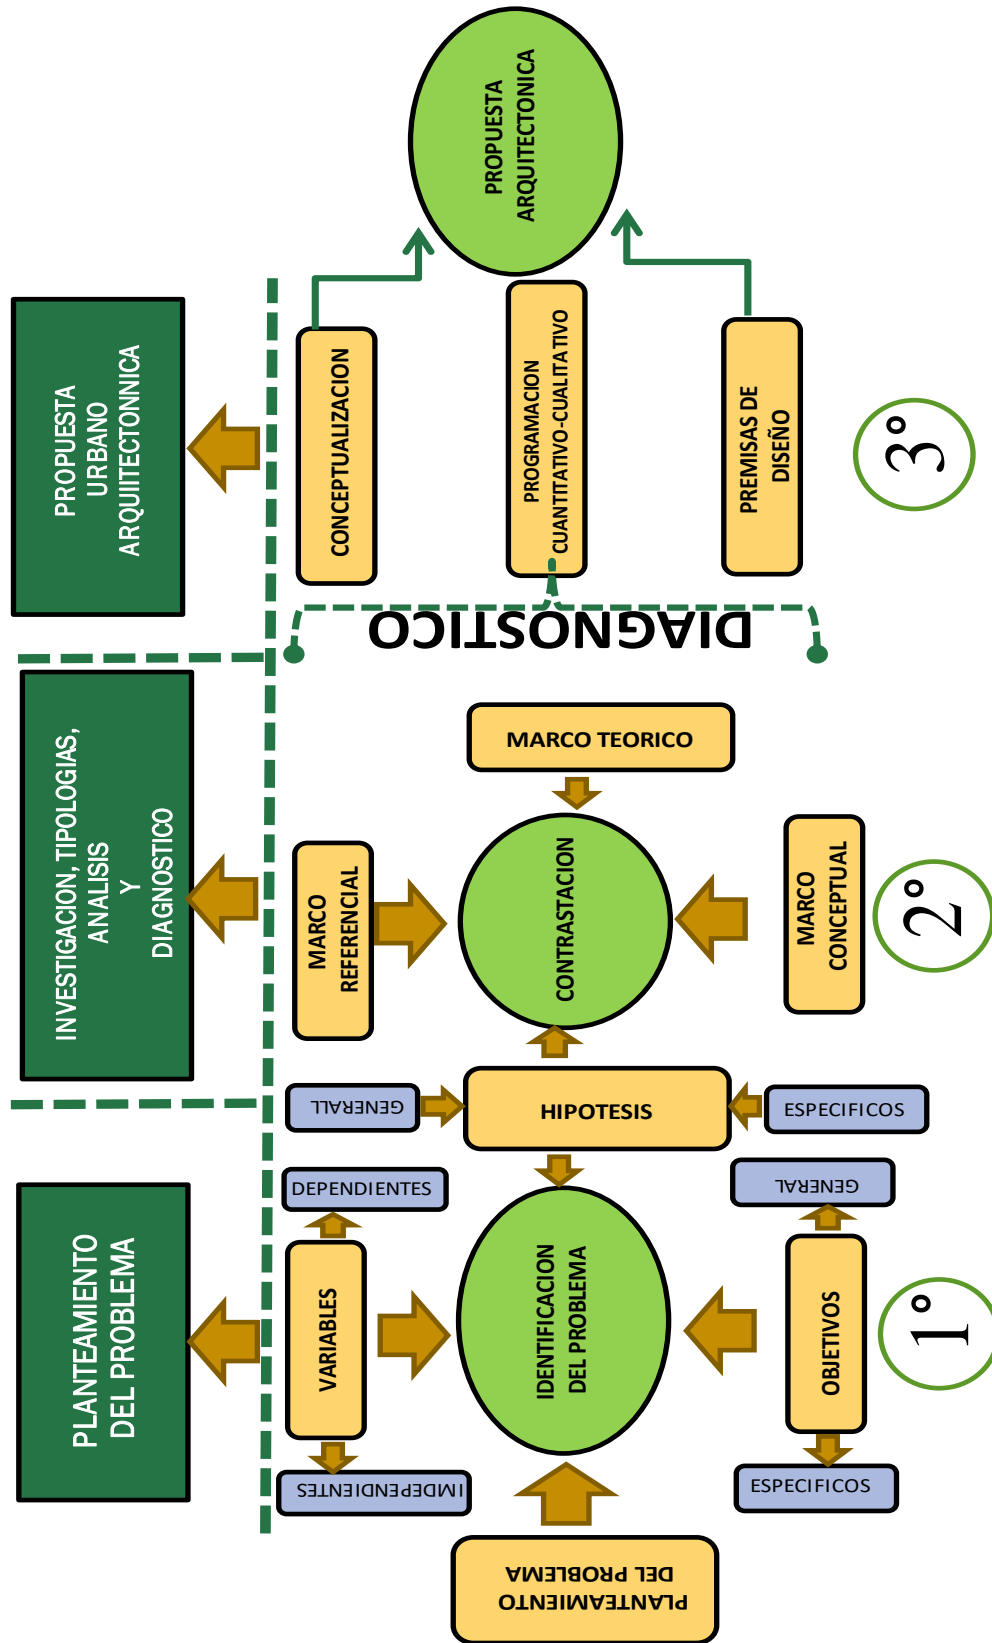 PLANTEAMIENTO
DEL PROBLEMA
INVESTIGACION, TIPOLOGIAS,
ANALISIS
Y
DIAGNOSTICO
PROPUESTA
URBANO
ARQUIITECTONNICA
PLANTEAMIENTO
DEL PROBLEMA
IMDEPENDIENTES
VARIABLES
DEPENDIENTES
IDENTIFICACION
DEL PROBLEMA
ESPECIFICOS
OBJETIVOS
GENERAL
1°
GENERALL
HIPOTESIS
ESPECIFICOS
MARCO
REFERENCIAL
CONTRASTACION
MARCO TEORICO
MARCO
CONCEPTUAL
2°
DIAGNOSTICO
CONCEPTUALIZACION
PROGRAMACION
CUANTITATIVO-CUALITATIVO
PREMISAS DE
DISEÑO
PROPUESTA
ARQUITECTONICA
3°